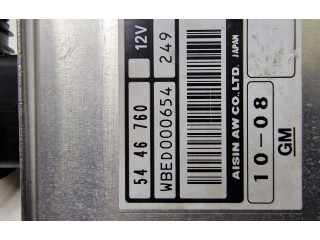 54 46 760 12V
WBED000654 249
AISIN AW CO., LTD. JAPAN
10-08
GM